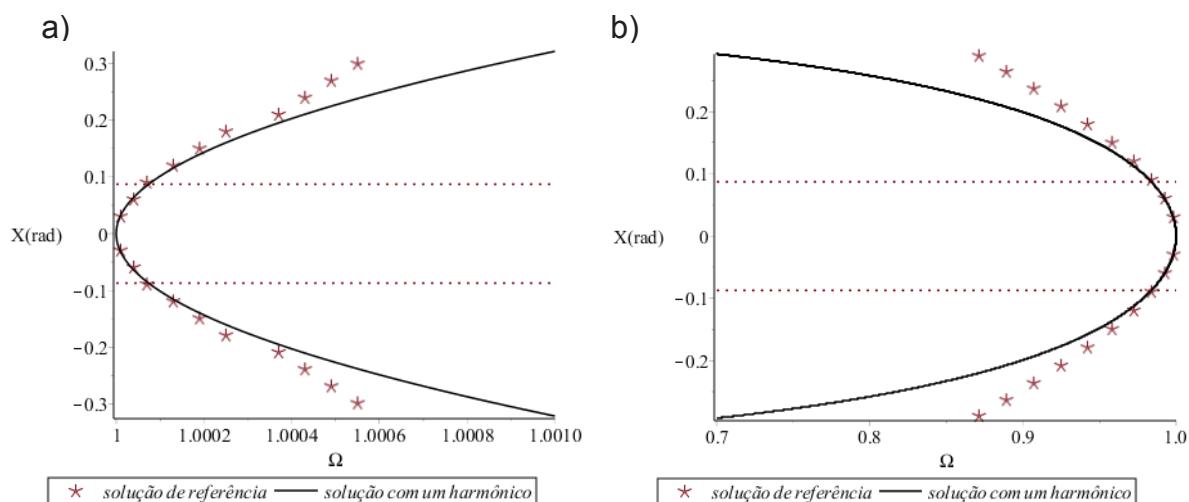 a)
0.3
0.2
0.1
X(rad)
0
−0.1
−0.2
−0.3
1
1.0002
1.0004
1.0006
1.0008
1.0010
Ω
solução de referência
solução com um harmônico
b)
0.2
0.1
X(rad)
0
−0.1
−0.2
0.7
0.8
0.9
1.0
Ω
solução de referência
solução com um harmônico